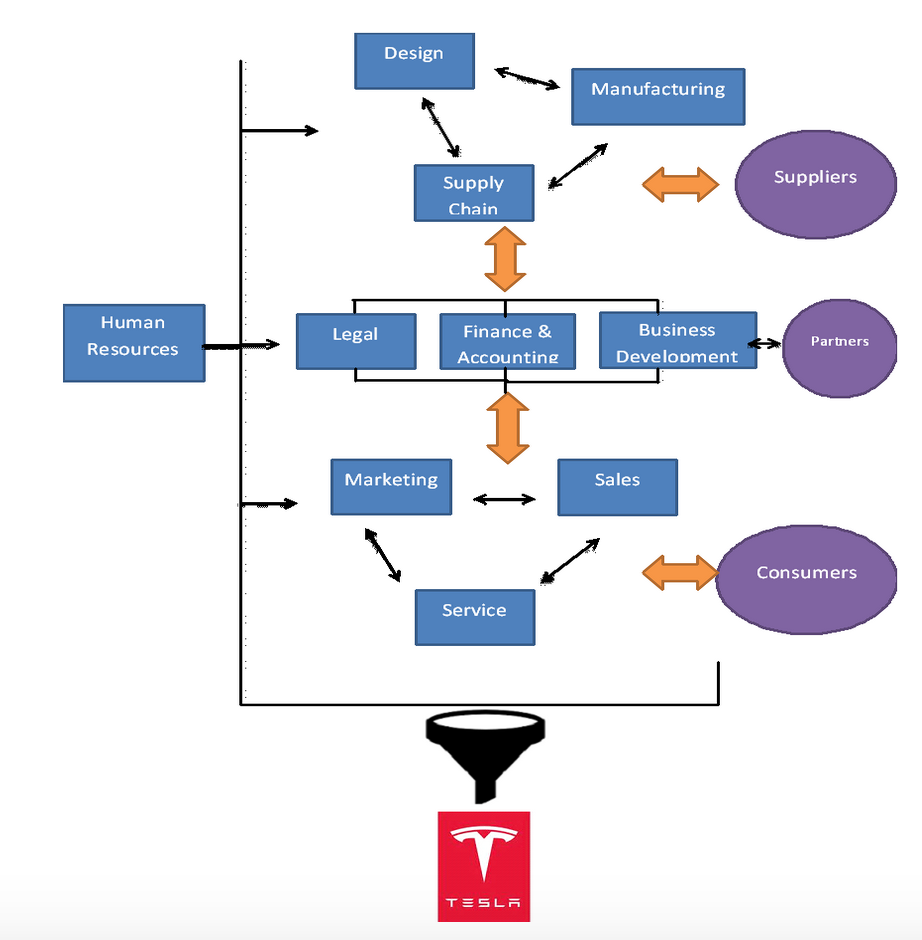 Design
Manufacturing
Supply
Chain
Suppliers
Human
Resources
Legal
Finance &
Accounting
Business
Development
Partners
Marketing
Sales
Service
Consumers
TESLA